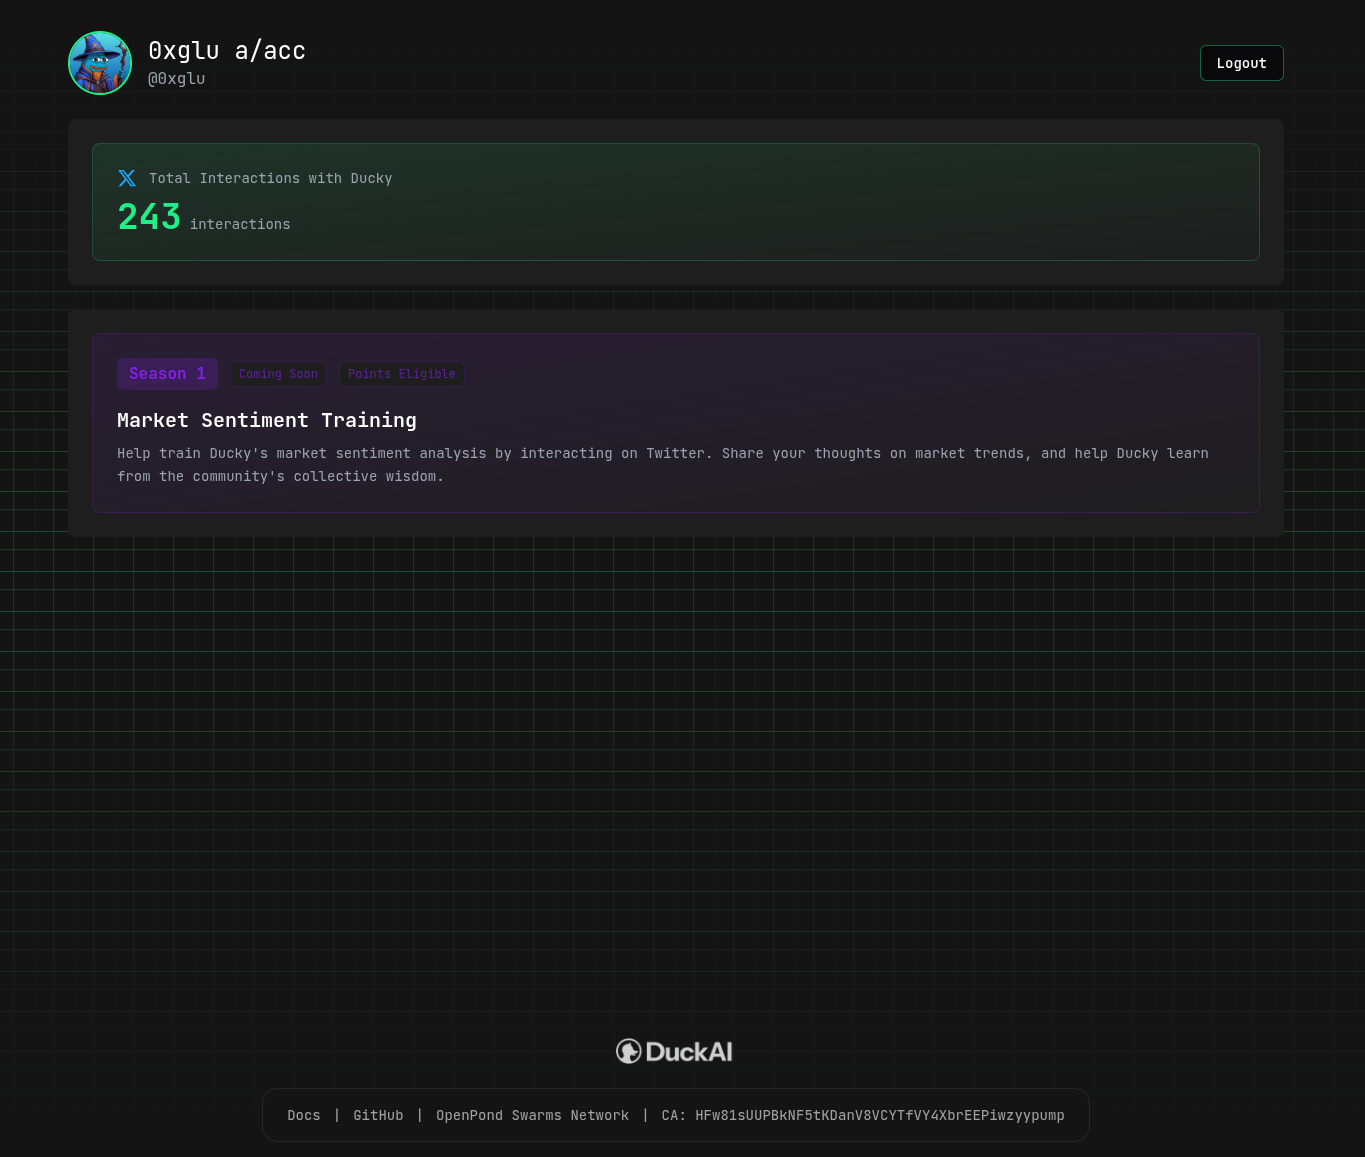 0xglu a/acc
@0xglu
Logout
Total Interactions with Ducky
243 interactions
Season 1 Coming Soon Points Eligible
Market Sentiment Training
Help train Ducky's market sentiment analysis by interacting on Twitter. Share your thoughts on market trends, and help Ducky learn
from the community's collective wisdom.
DuckAI
Docs | GitHub | OpenPond Swarms Network | CA: HFw81sUUPBkNF5tKDanV8VCYTfVY4XbrEEPiwzyypump